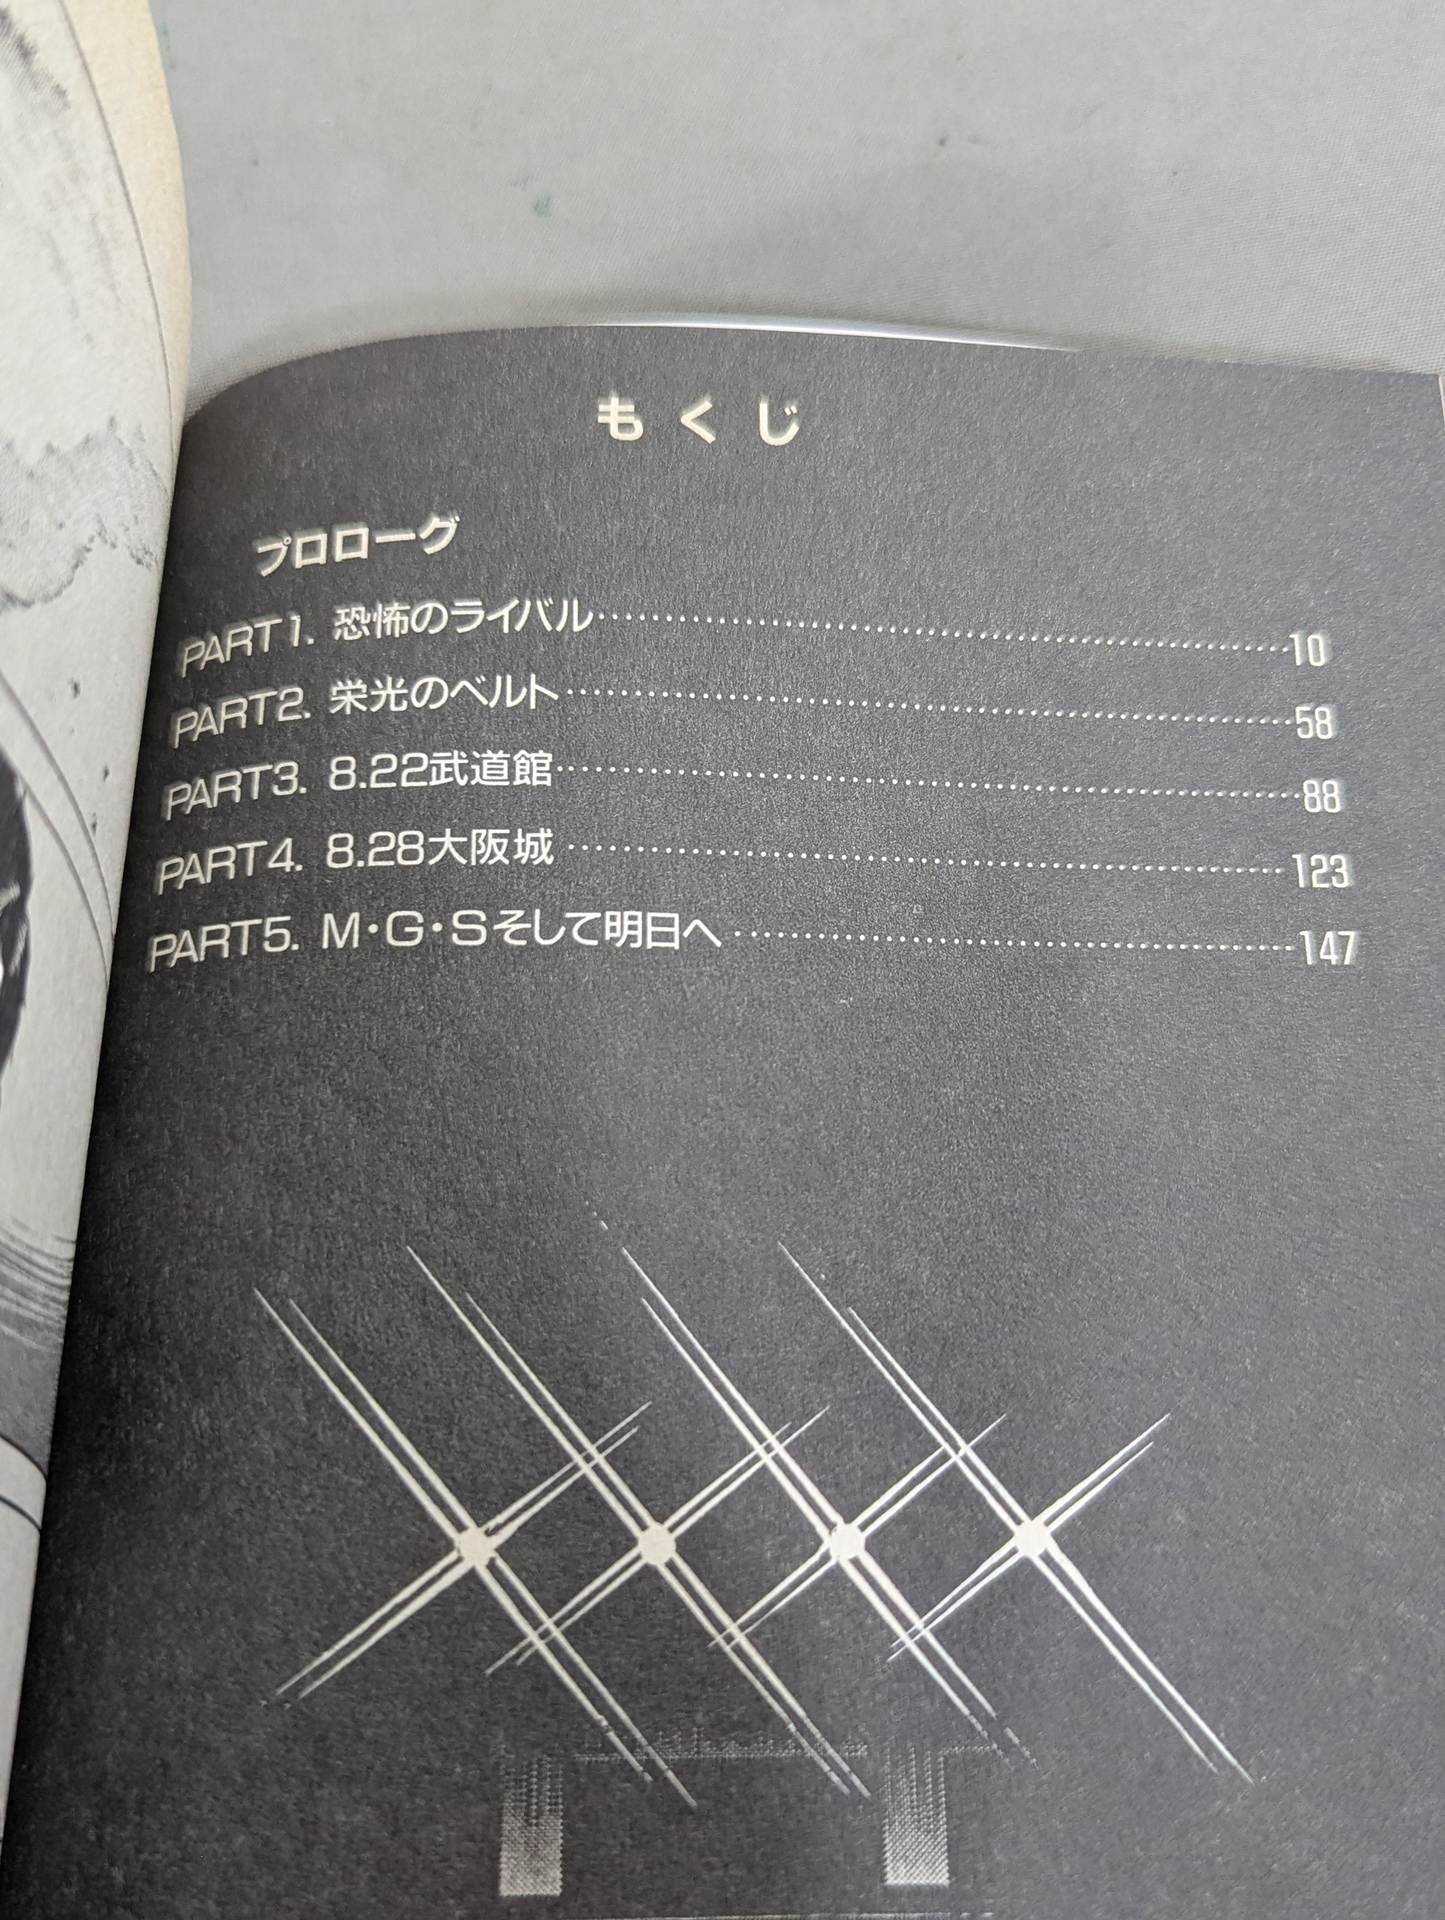 もくじ
プロローグ
PART1. 恐怖のライバル……………………10
PART2. 栄光のベルト……………………58
PART3. 8.22武道館……………………88
PART4. 8.28大阪城……………………123
PART5. M・G・Sそして明日へ……………………147